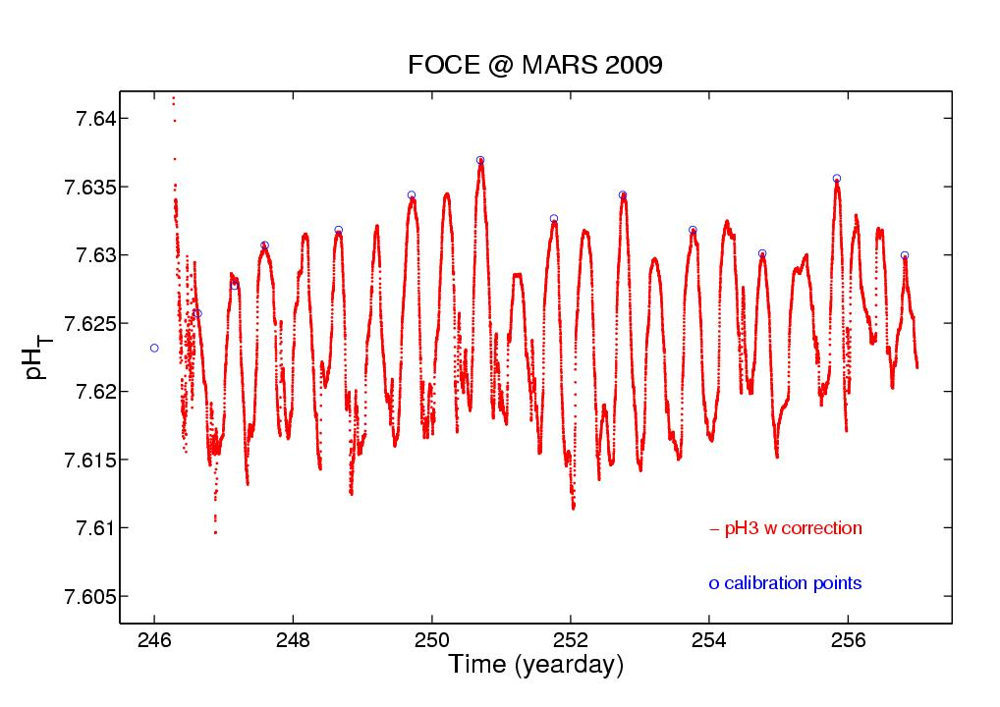 FOCE @ MARS 2009
7.64
7.635
7.63
7.625
7.62
7.615
7.61
7.605
pH_T
– pH3 w correction
o calibration points
246 248 250 252 254 256
Time (yearday)